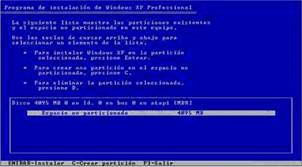 Programa de instalación de Windows XP Professional
La siguiente lista muestra las particiones existentes
y el espacio no particionado en este equipo.
Use las teclas de cursor arriba y abajo para
seleccionar un elemento de la lista.
• Para instalar Windows XP en la partición
seleccionada, presione Entrar.
• Para crear una partición en el espacio no
particionado, presione C.
• Para eliminar la partición seleccionada,
presione D.
Disco 4095 MB 0 en Id. 0 en bus 0 en atapi [MBR]
Espacio no particionado 4095 MB
ENTRAR=Instalar C=Crear partición F3=Salir